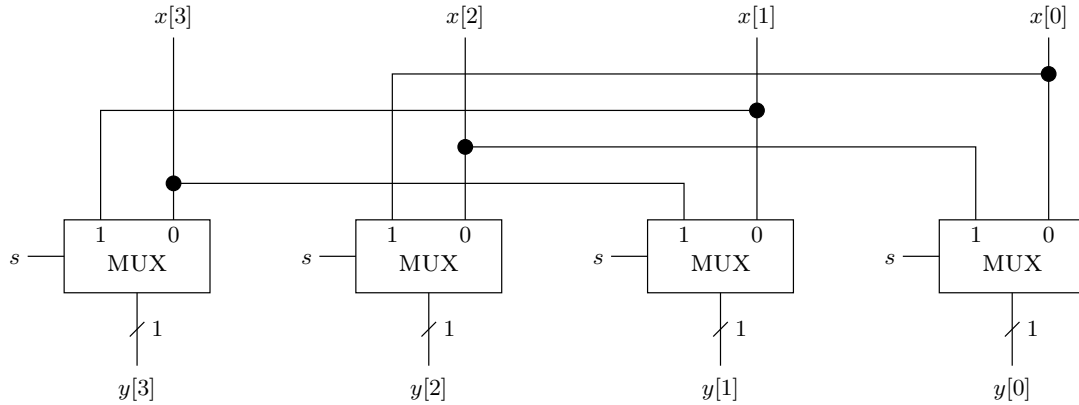 x[3] x[2] x[1] x[0]
1 0 1 0 1 0 1 0
s MUX s MUX s MUX s MUX
1 1 1 1
y[3] y[2] y[1] y[0]